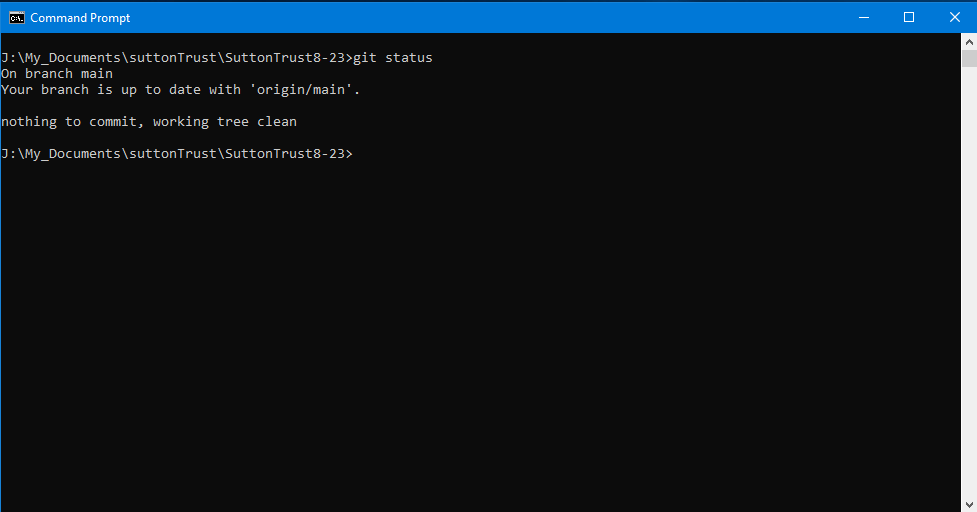 Command Prompt
J:\My_Documents\suttonTrust\SuttonTrust8-23>git status
On branch main
Your branch is up to date with 'origin/main'.
nothing to commit, working tree clean
J:\My_Documents\suttonTrust\SuttonTrust8-23>